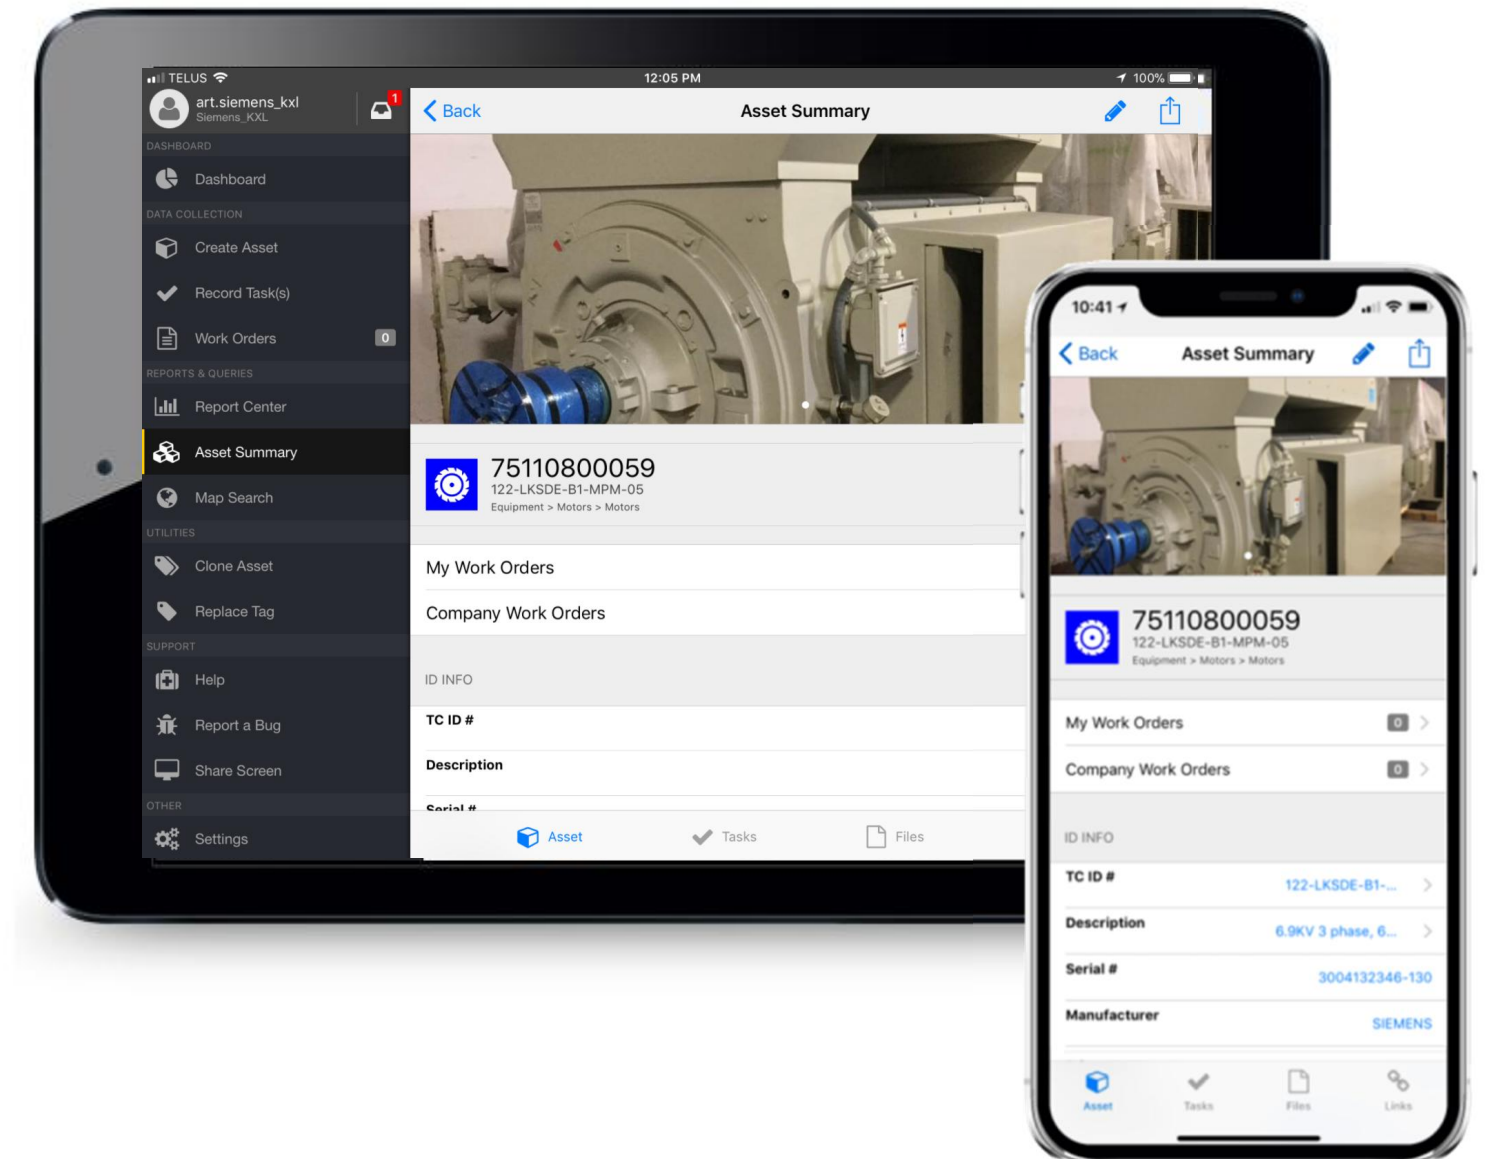 TELUS
12:05 PM
100%
art.siemens_kxl
Siemens_KXL
1
DASHBOARD
Dashboard
DATA COLLECTION
Create Asset
Record Task(s)
Work Orders
0
REPORTS & QUERIES
Report Center
Asset Summary
Map Search
UTILITIES
Clone Asset
Replace Tag
SUPPORT
Help
Report a Bug
Share Screen
OTHER
Settings
Back
Asset Summary
75110800059
122-LKSDE-B1-MPM-05
Equipment > Motors > Motors
My Work Orders
Company Work Orders
ID INFO
TC ID #
Description
Serial #
Asset
Tasks
Files
10:41
Back
Asset Summary
75110800059
122-LKSDE-B1-MPM-05
Equipment > Motors > Motors
My Work Orders
0
Company Work Orders
0
ID INFO
TC ID #
122-LKSDE-B1-...
Description
6.9KV 3 phase, 6...
Serial #
3004132346-130
Manufacturer
SIEMENS
Asset
Tasks
Files
Links